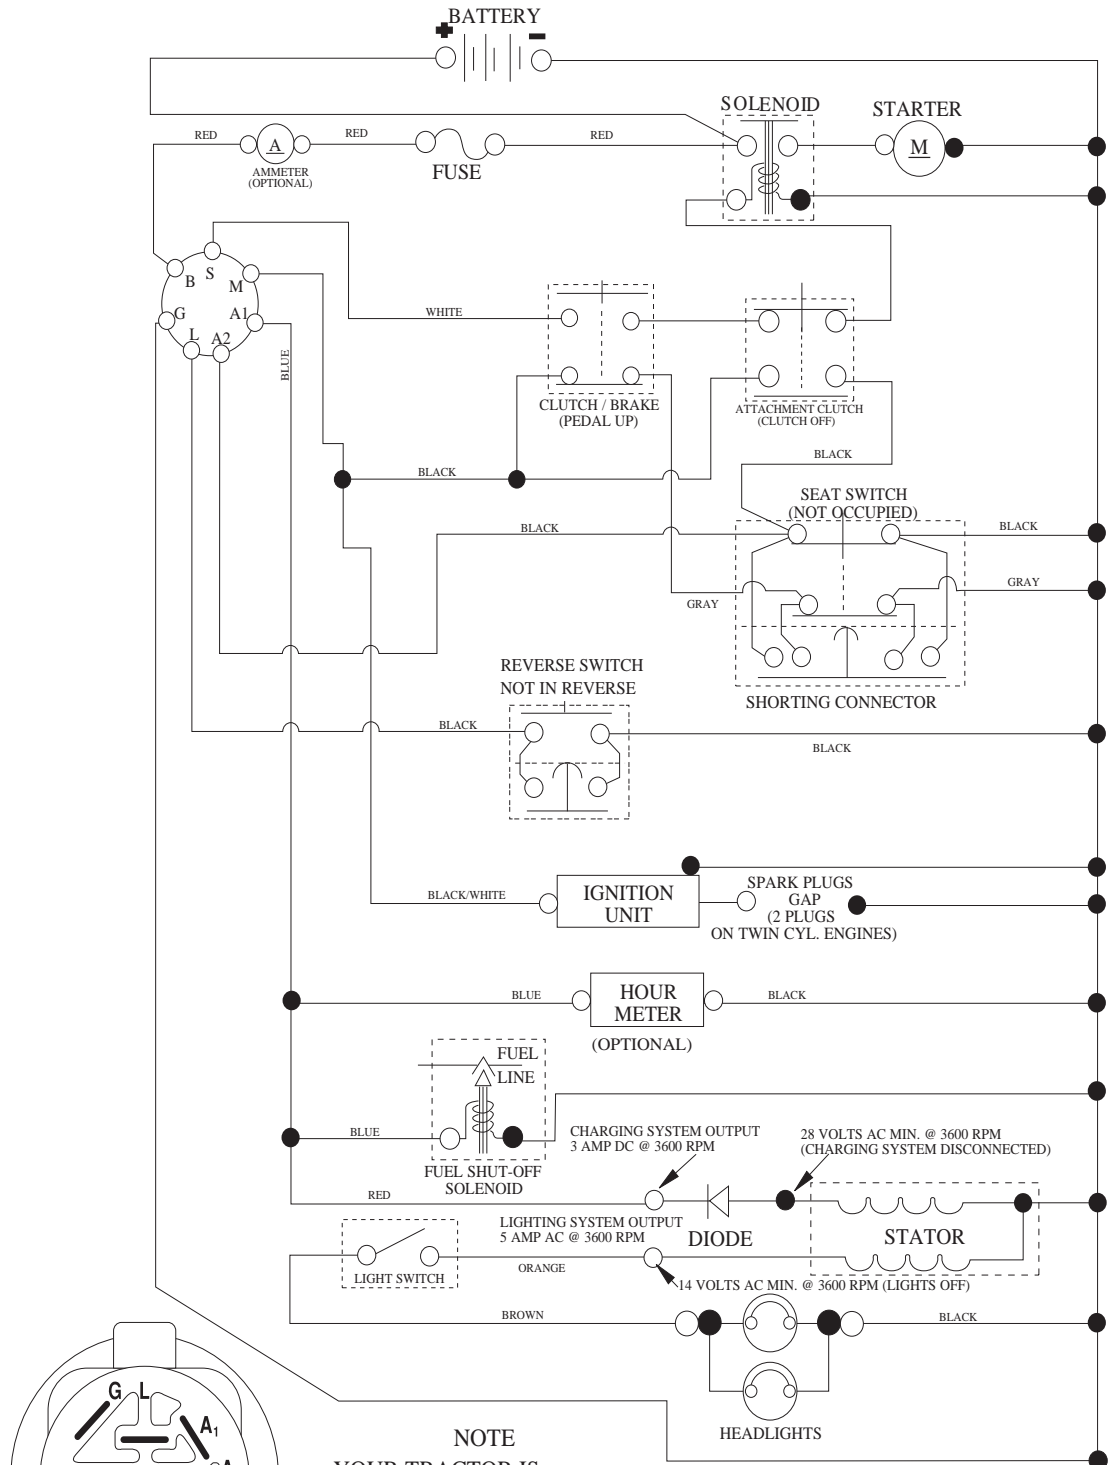 BATTERY
SOLENOID
STARTER
RED
A
RED
RED
M
AMMETER
(OPTIONAL)
FUSE
B
S
M
G
A1
L
A2
BLUE
WHITE
CLUTCH / BRAKE
(PEDAL UP)
ATTACHMENT CLUTCH
(CLUTCH OFF)
BLACK
BLACK
SEAT SWITCH
(NOT OCCUPIED)
BLACK
BLACK
GRAY
GRAY
REVERSE SWITCH
NOT IN REVERSE
SHORTING CONNECTOR
BLACK
BLACK
BLACK/WHITE
IGNITION
UNIT
SPARK PLUGS
GAP
(2 PLUGS
ON TWIN CYL. ENGINES)
BLUE
HOUR
METER
BLACK
(OPTIONAL)
FUEL
LINE
BLUE
FUEL SHUT-OFF
SOLENOID
CHARGING SYSTEM OUTPUT
3 AMP DC @ 3600 RPM
28 VOLTS AC MIN. @ 3600 RPM
(CHARGING SYSTEM DISCONNECTED)
RED
LIGHTING SYSTEM OUTPUT
5 AMP AC @ 3600 RPM
DIODE
STATOR
LIGHT SWITCH
ORANGE
14 VOLTS AC MIN. @ 3600 RPM (LIGHTS OFF)
BROWN
BLACK
HEADLIGHTS
G L
A1
NOTE
YOUR TRACTOR IS